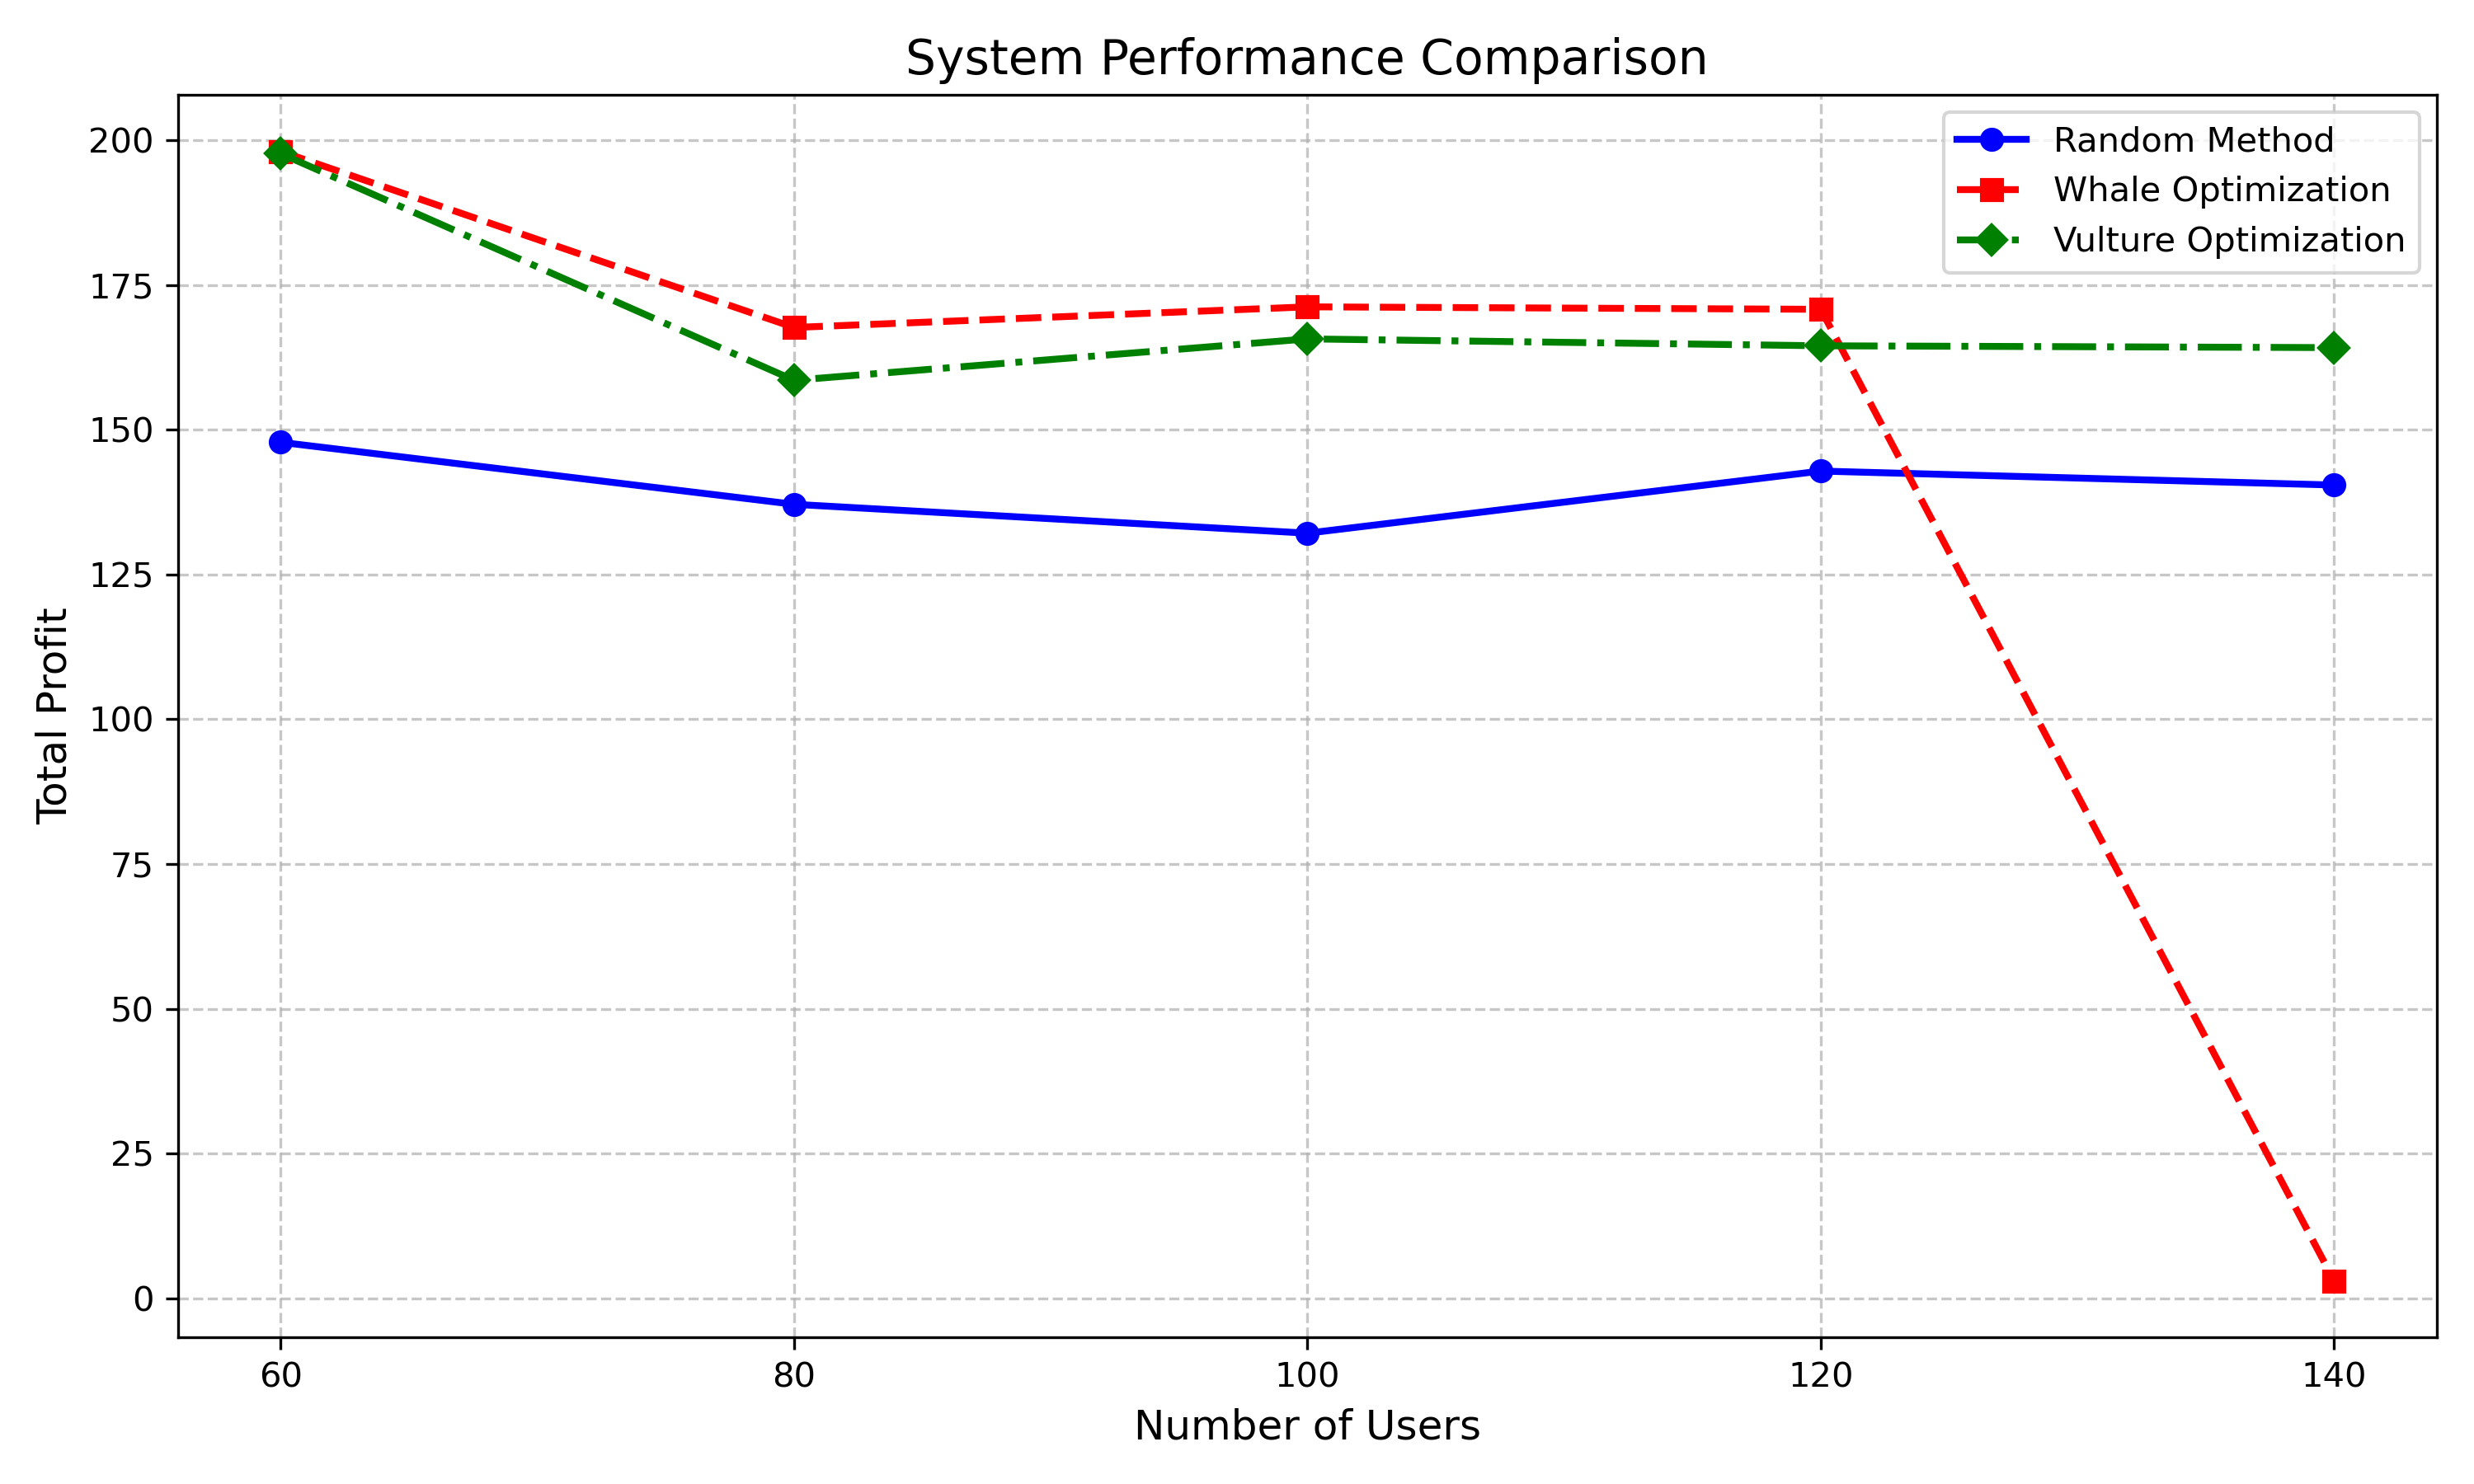 System Performance Comparison
Random Method
Whale Optimization
Vulture Optimization
Total Profit
200
175
150
125
100
75
50
25
0
60 80 100 120 140
Number of Users